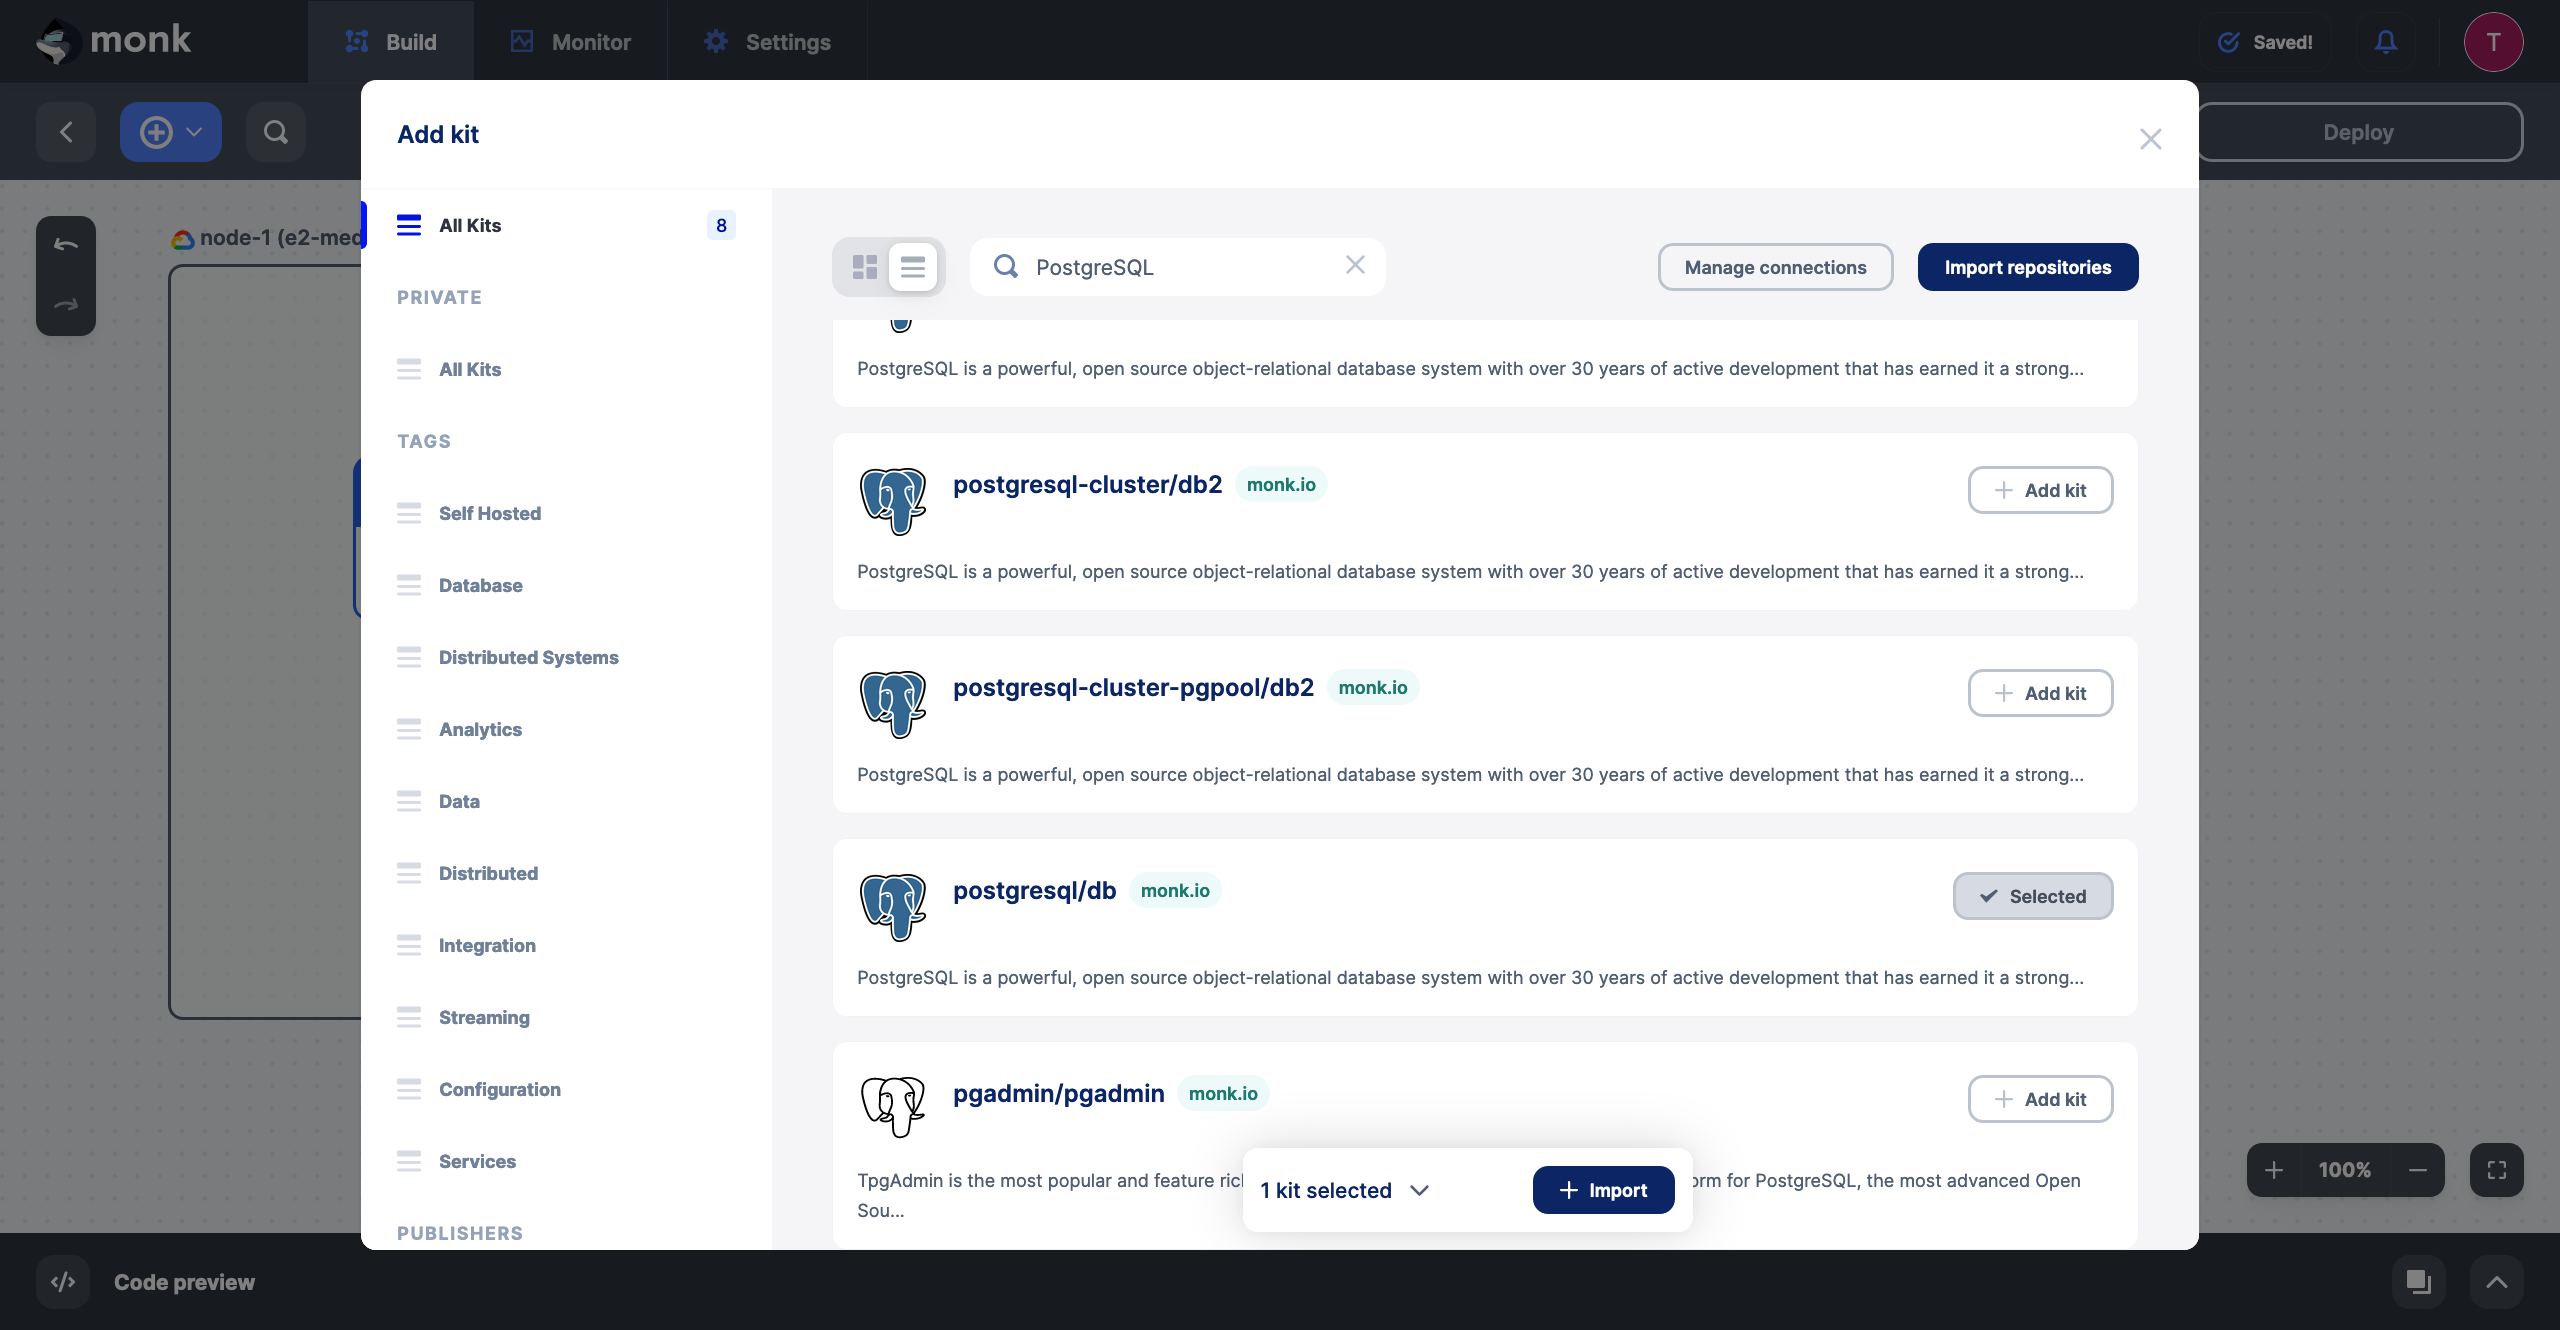 monk
Build
Monitor
Settings
Saved!
T
Deploy
node-1 (e2-med
Add kit
All Kits
8
PRIVATE
All Kits
TAGS
Self Hosted
Database
Distributed Systems
Analytics
Data
Distributed
Integration
Streaming
Configuration
Services
PUBLISHERS
PostgreSQL
Manage connections
Import repositories
PostgreSQL is a powerful, open source object-relational database system with over 30 years of active development that has earned it a strong...
postgresql-cluster/db2 monk.io
Add kit
PostgreSQL is a powerful, open source object-relational database system with over 30 years of active development that has earned it a strong...
postgresql-cluster-pgpool/db2 monk.io
Add kit
PostgreSQL is a powerful, open source object-relational database system with over 30 years of active development that has earned it a strong...
postgresql/db monk.io
Selected
PostgreSQL is a powerful, open source object-relational database system with over 30 years of active development that has earned it a strong...
pgadmin/pgadmin monk.io
Add kit
TpgAdmin is the most popular and feature for PostgreSQL, the most advanced Open
Sou...
1 kit selected
Import
100%
Code preview